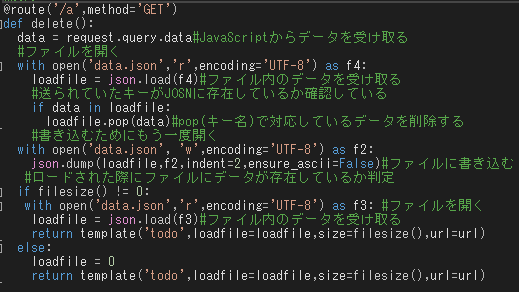 @route('/a',method='GET')
def delete():
data = request.query.data#JavaScriptからデータを受け取る
#ファイルを開く
with open('data.json','r',encoding='UTF-8') as f4:
loadfile = json.load(f4)#ファイル内のデータを受け取る
#送られていたキーがJOSNに存在しているか確認している
if data in loadfile:
loadfile.pop(data)#pop(キー名)で対応しているデータを削除する
#書き込むためにもう一度開く
with open('data.json', 'w',encoding='UTF-8') as f2:
json.dump(loadfile,f2,indent=2,ensure_ascii=False)#ファイルに書き込む
#ロードされた際にファイルにデータが存在しているか判定
if filesize() != 0:
with open('data.json','r',encoding='UTF-8') as f3: #ファイルを開く
loadfile = json.load(f3)#ファイル内のデータを受け取る
return template('todo',loadfile=loadfile,size=filesize(),url=url)
else:
loadfile = 0
return template('todo',loadfile=loadfile,size=filesize(),url=url)